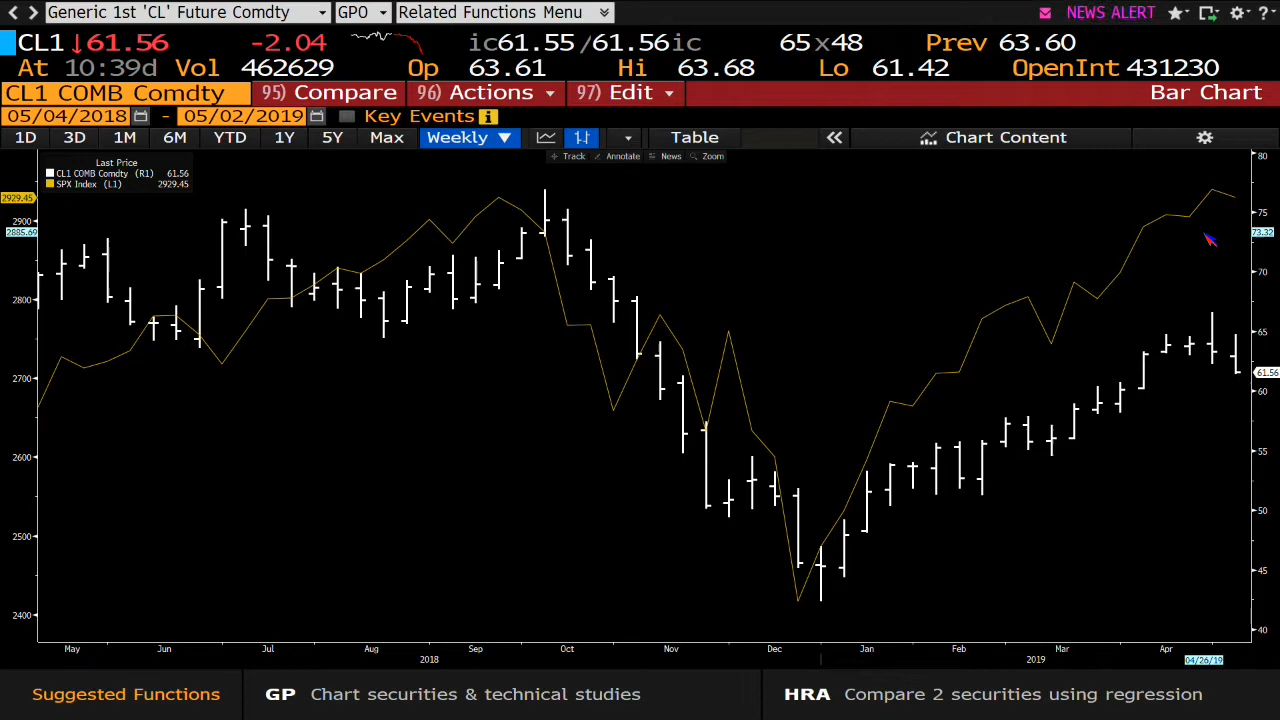 Generic 1st 'CL' Future Comdty GPO Related Functions Menu NEWS ALERT ?
CL1 ↓61.56 -2.04 ic61.55/61.56ic 65x48 Prev 63.60
At 10:39d Vol 462629 Op 63.61 Hi 63.68 Lo 61.42 OpenInt 431230
CL1 COMB Comdty 95) Compare 96) Actions 97) Edit Bar Chart
05/04/2018 - 05/02/2019 Key Events i
1D 3D 1M 6M YTD 1Y 5Y Max Weekly ▼ Table « Chart Content
Track Annotate News Zoom
Last Price
CL1 COMB Comdty (R1) 61.56
SPX Index (L1) 2929.45
2929.45
2900
2885.69
2800
2700
2600
2500
2400
80
75
73.32
70
65
61.56
60
55
50
45
40
May Jun Jul Aug Sep Oct Nov Dec Jan Feb Mar Apr
2018 2019 04/26/19
Suggested Functions GP Chart securities & technical studies HRA Compare 2 securities using regression